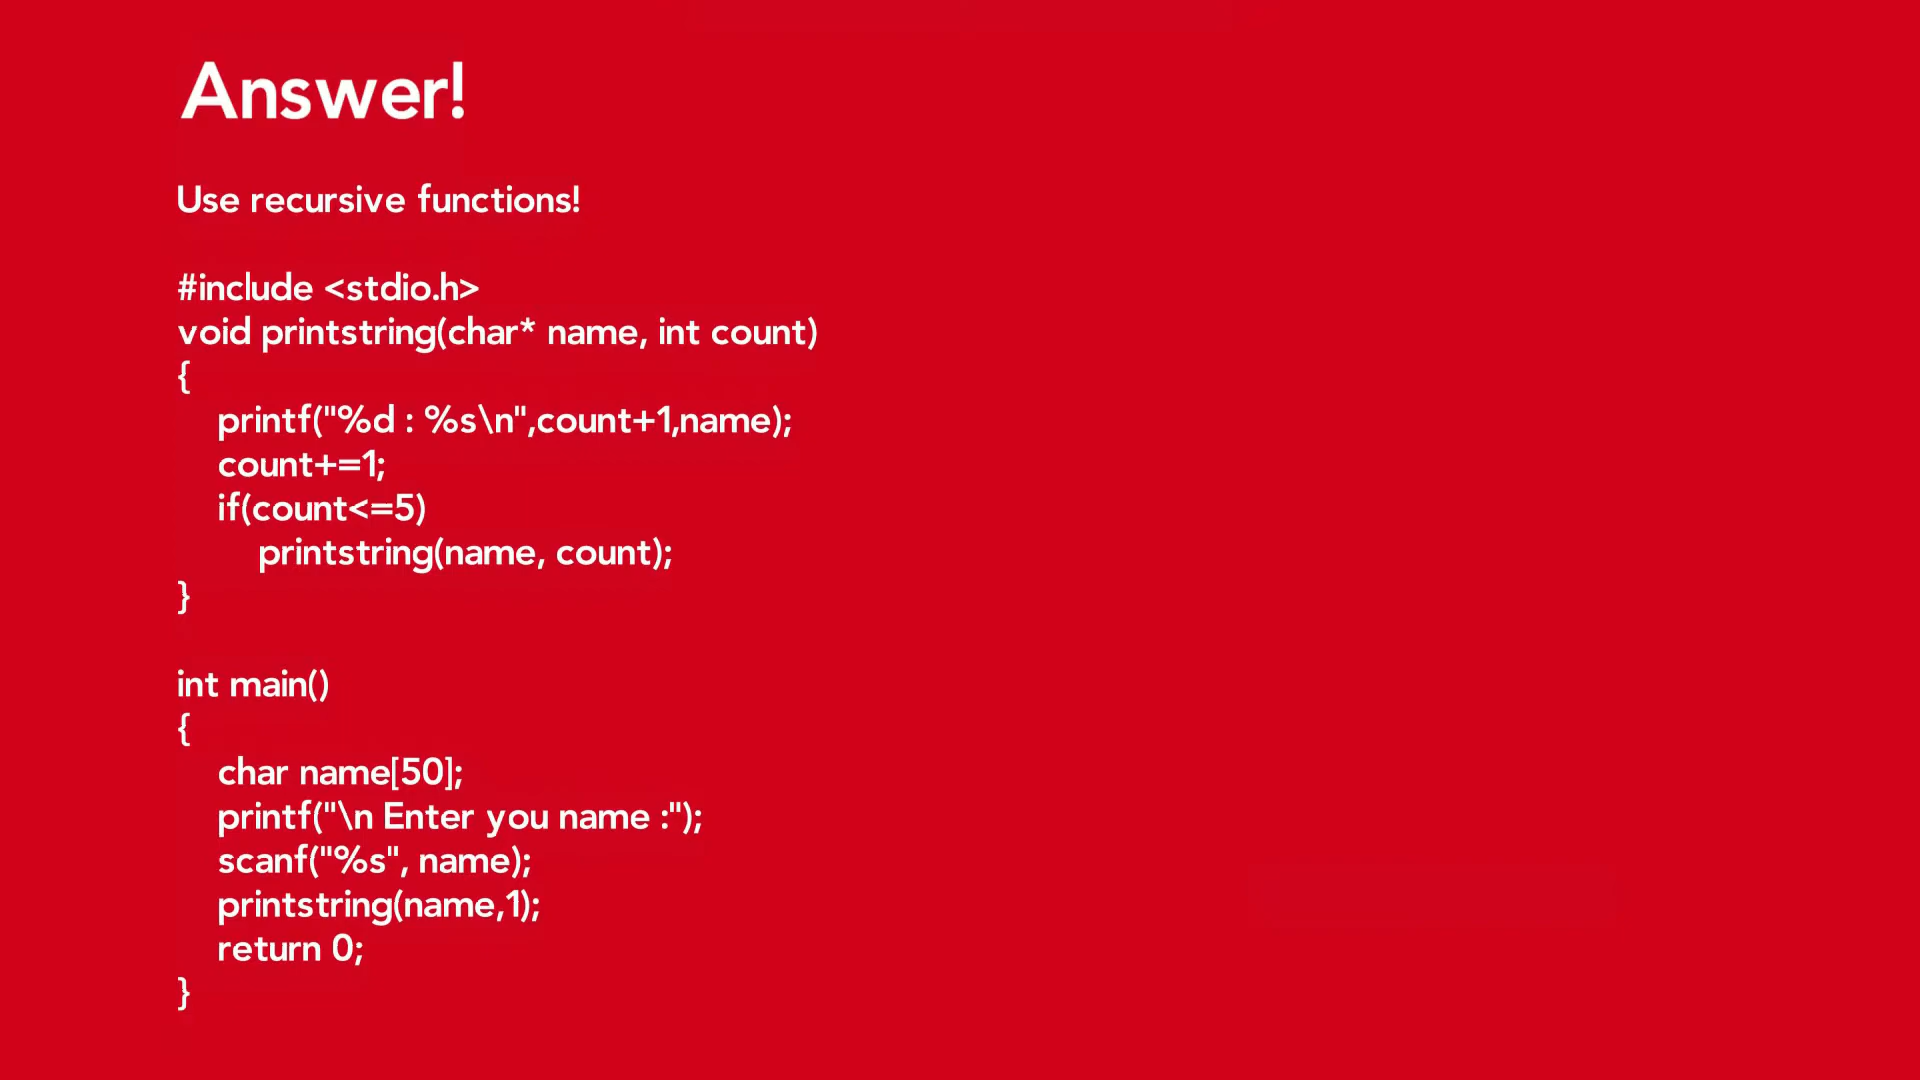 Answer!
Use recursive functions!
#include <stdio.h>
void printstring(char* name, int count)
{
printf("%d : %s\n",count+1,name);
count+=1;
if(count<=5)
printstring(name, count);
}
int main()
{
char name[50];
printf("\n Enter you name :");
scanf("%s", name);
printstring(name,1);
return 0;
}